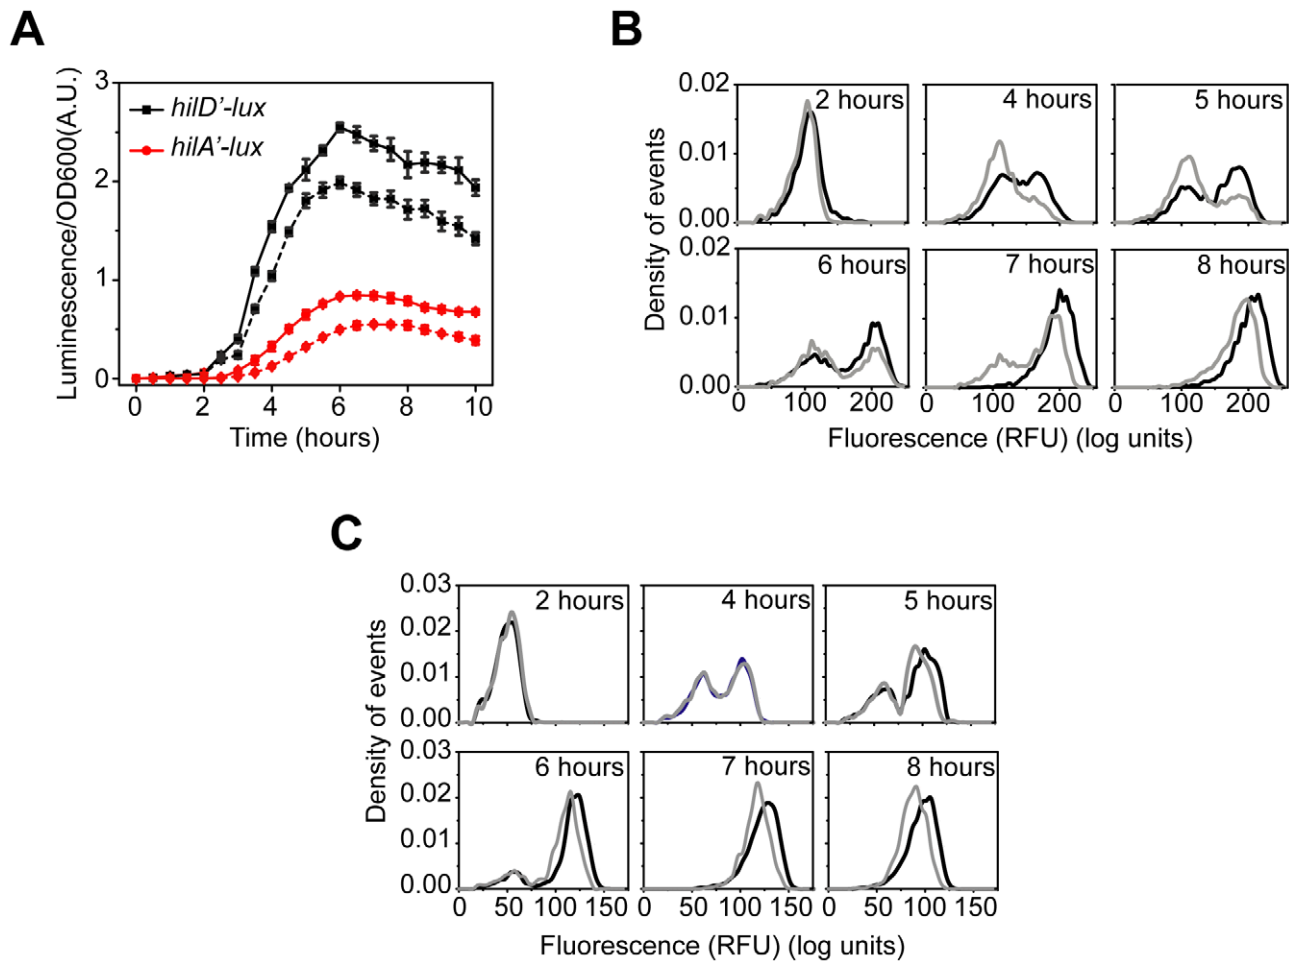 A
Luminescence/OD600(A.U.)
3
2
1
0
hilD'-lux
hilA'-lux
0 2 4 6 8 10
Time (hours)
B
Density of events
0.02
0.01
0.00
2 hours
4 hours
5 hours
0.02
0.01
0.00
6 hours
7 hours
8 hours
0 100 200 0 100 200 0 100 200
Fluorescence (RFU) (log units)
C
Density of events
0.03
0.02
0.01
0.00
2 hours
4 hours
5 hours
0.03
0.02
0.01
0.00
6 hours
7 hours
8 hours
0 50 100 150 0 50 100 150 0 50 100 150
Fluorescence (RFU) (log units)